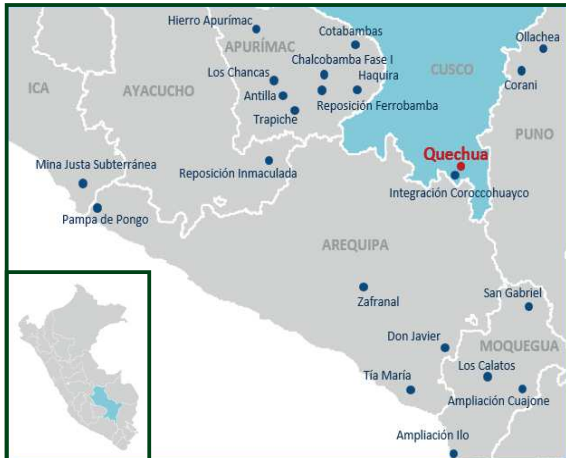 Hierro Apurímac
Cotabambas
Ollachea
APURÍMAC
Chalcobamba Fase I
CUSCO
Los Chancas
Haquira
Corani
ICA
AYACUCHO
Antilla
Reposición Ferrobamba
Trapiche
PUNO
Quechua
Mina Justa Subterránea
Reposición Inmaculada
Integración Coroccohuayco
Pampa de Pongo
AREQUIPA
Zafranal
San Gabriel
Don Javier
MOQUEGUA
Los Calatos
Tía María
Ampliación Cuajone
Ampliación Ilo